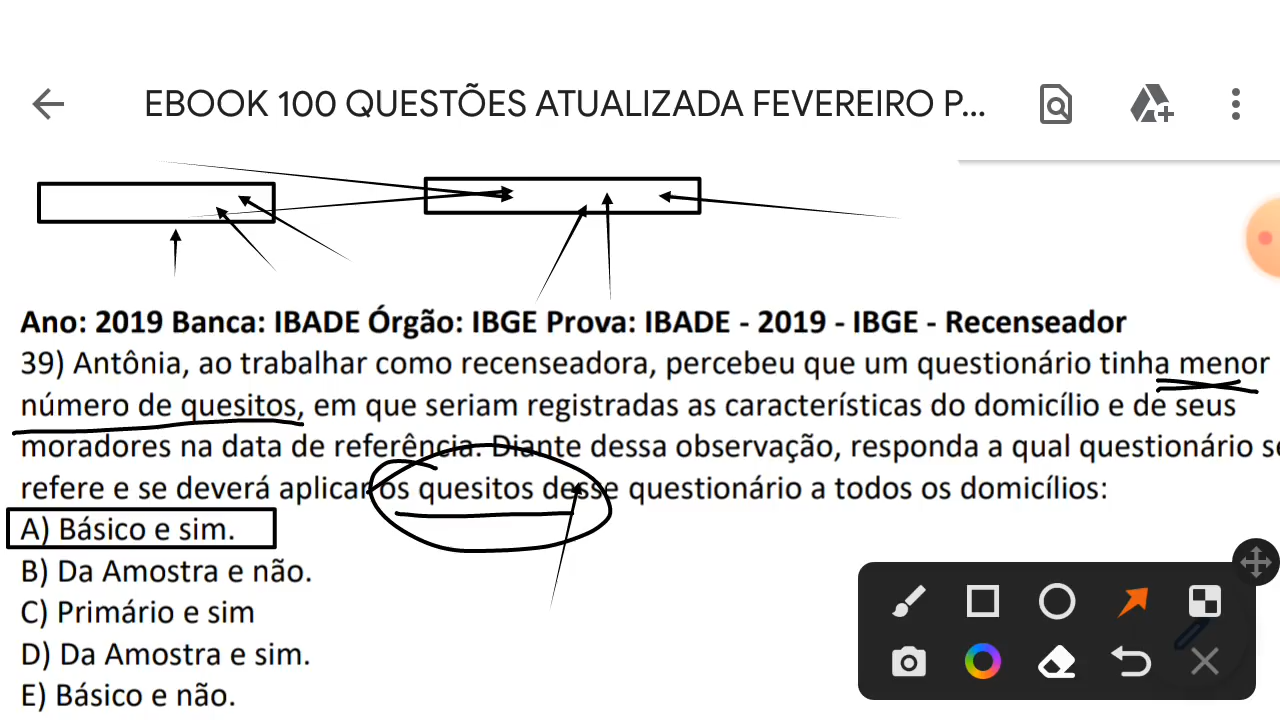 EBOOK 100 QUESTÕES ATUALIZADA FEVEREIRO P...
Ano: 2019 Banca: IBADE Órgão: IBGE Prova: IBADE - 2019 - IBGE - Recenseador
39) Antônia, ao trabalhar como recenseadora, percebeu que um questionário tinha menor
número de quesitos, em que seriam registradas as características do domicílio e de seus
moradores na data de referência. Diante dessa observação, responda a qual questionário se
refere e se deverá aplicar os quesitos desse questionário a todos os domicílios:
A) Básico e sim.
B) Da Amostra e não.
C) Primário e sim
D) Da Amostra e sim.
E) Básico e não.